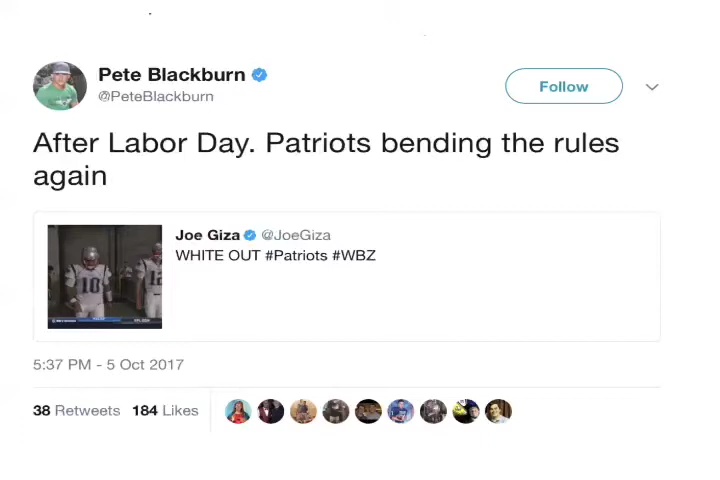 Pete Blackburn
@PeteBlackburn
Follow
After Labor Day. Patriots bending the rules
again
Joe Giza @JoeGiza
WHITE OUT #Patriots #WBZ
10
12
5:37 PM - 5 Oct 2017
38 Retweets 184 Likes